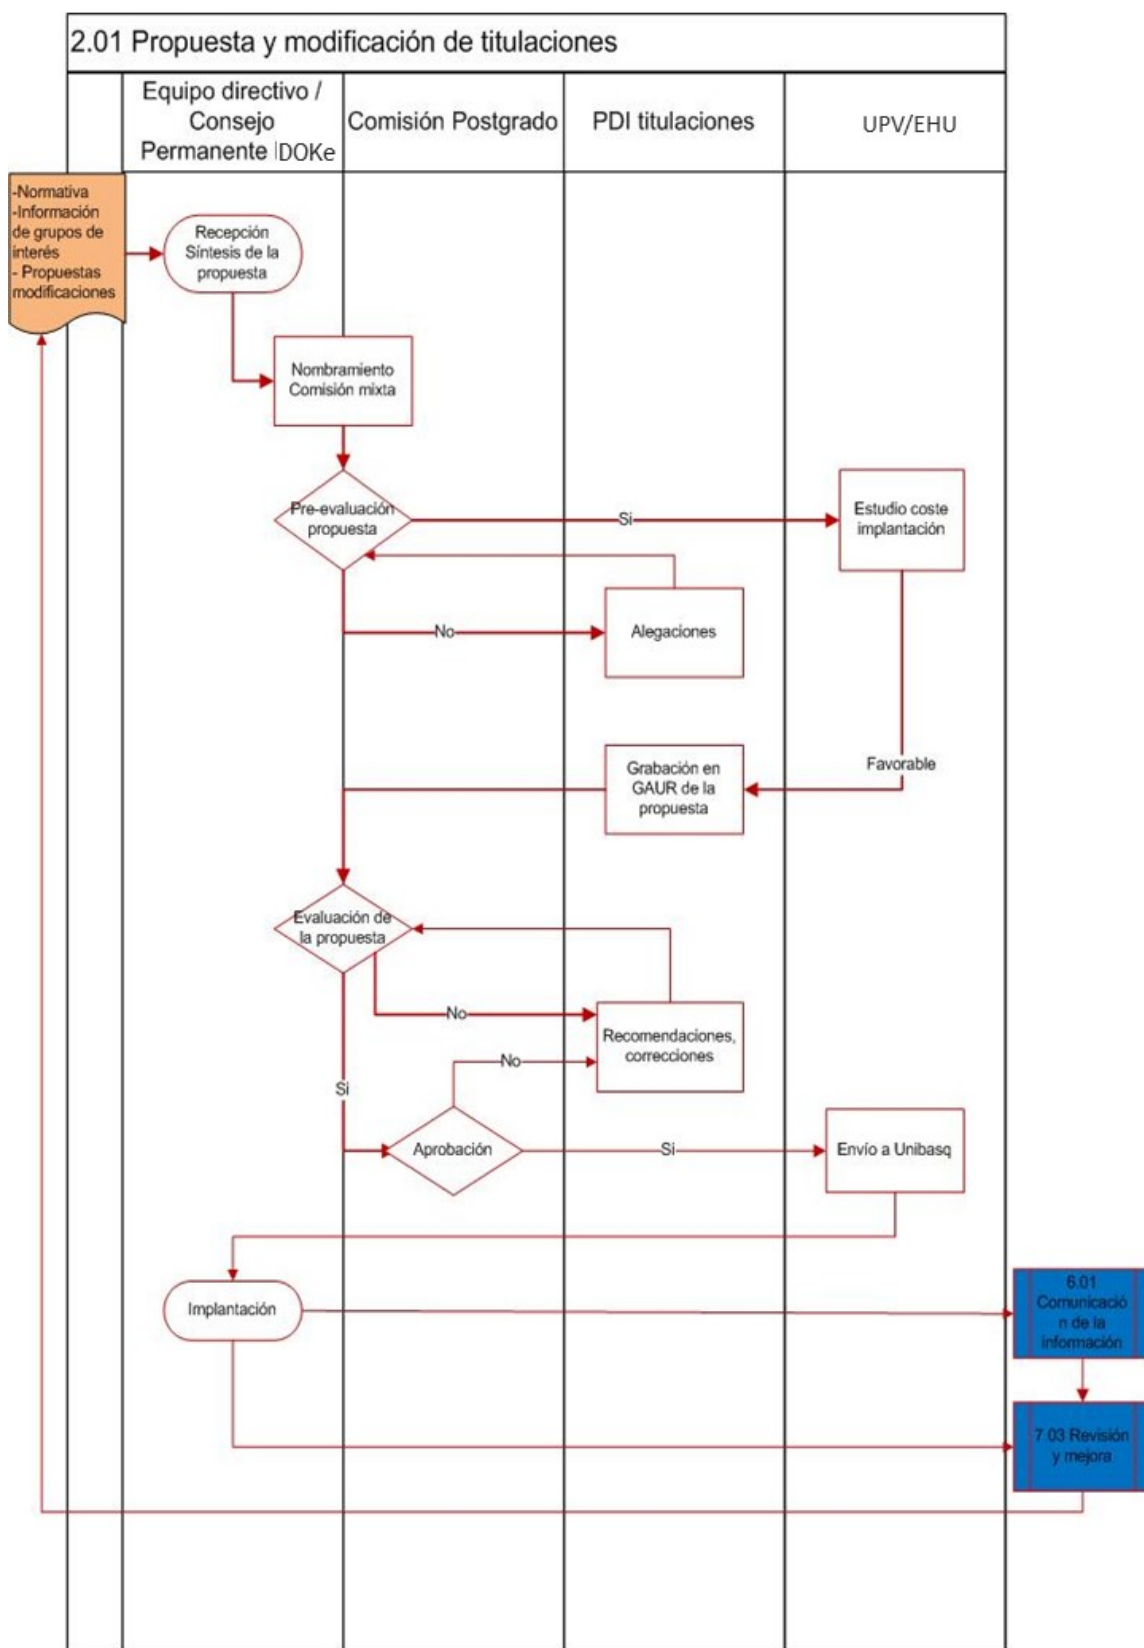 2.01 Propuesta y modificación de titulaciones
Equipo directivo /
Consejo
Permanente IDOKe
Comisión Postgrado
PDI titulaciones
UPV/EHU
-Normativa
-Información
de grupos de
interés
- Propuestas
modificaciones
Recepción
Síntesis de la
propuesta
Nombramiento
Comisión mixta
Pre-evaluación
propuesta
Si
Estudio coste
implantación
No
Alegaciones
Favorable
Grabación en
GAUR de la
propuesta
Evaluación de
la propuesta
No
Recomendaciones,
correcciones
No
Si
Aprobación
Si
Envío a Unibasq
Implantación
6.01
Comunicació
n de la
información
7.03 Revisión
y mejora